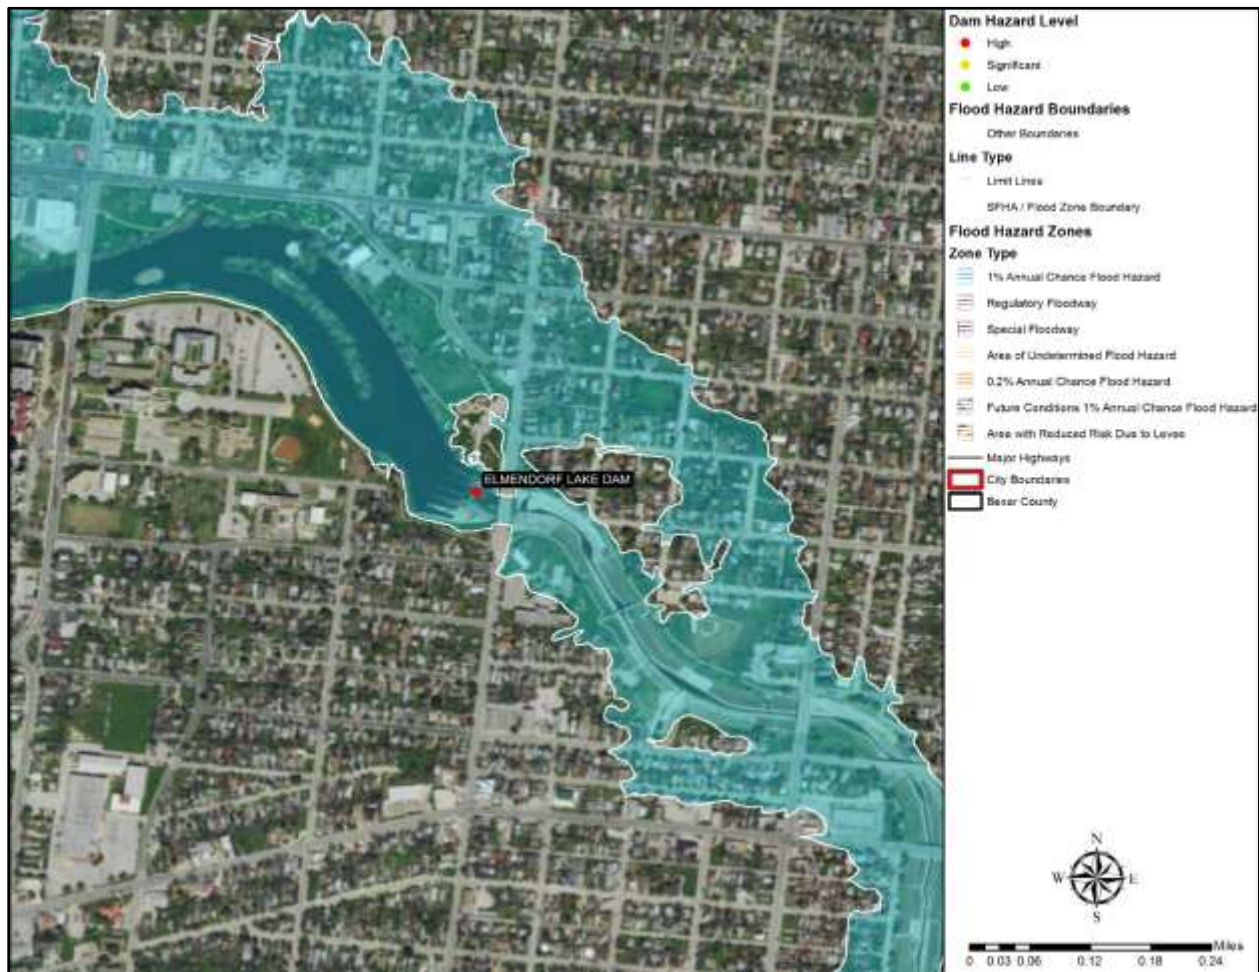 ELMENDORF LAKE DAM
Dam Hazard Level
High
Significant
Low
Flood Hazard Boundaries
Other Boundaries
Line Type
Limit Lines
SFHA / Flood Zone Boundary
Flood Hazard Zones
Zone Type
1% Annual Chance Flood Hazard
Regulatory Floodway
Special Floodway
Area of Undetermined Flood Hazard
0.2% Annual Chance Flood Hazard
Future Conditions 1% Annual Chance Flood Hazard
Area with Reduced Risk Due to Levee
Major Highways
City Boundaries
Bexar County
N
W E
S
Miles
0 0.03 0.06 0.12 0.18 0.24